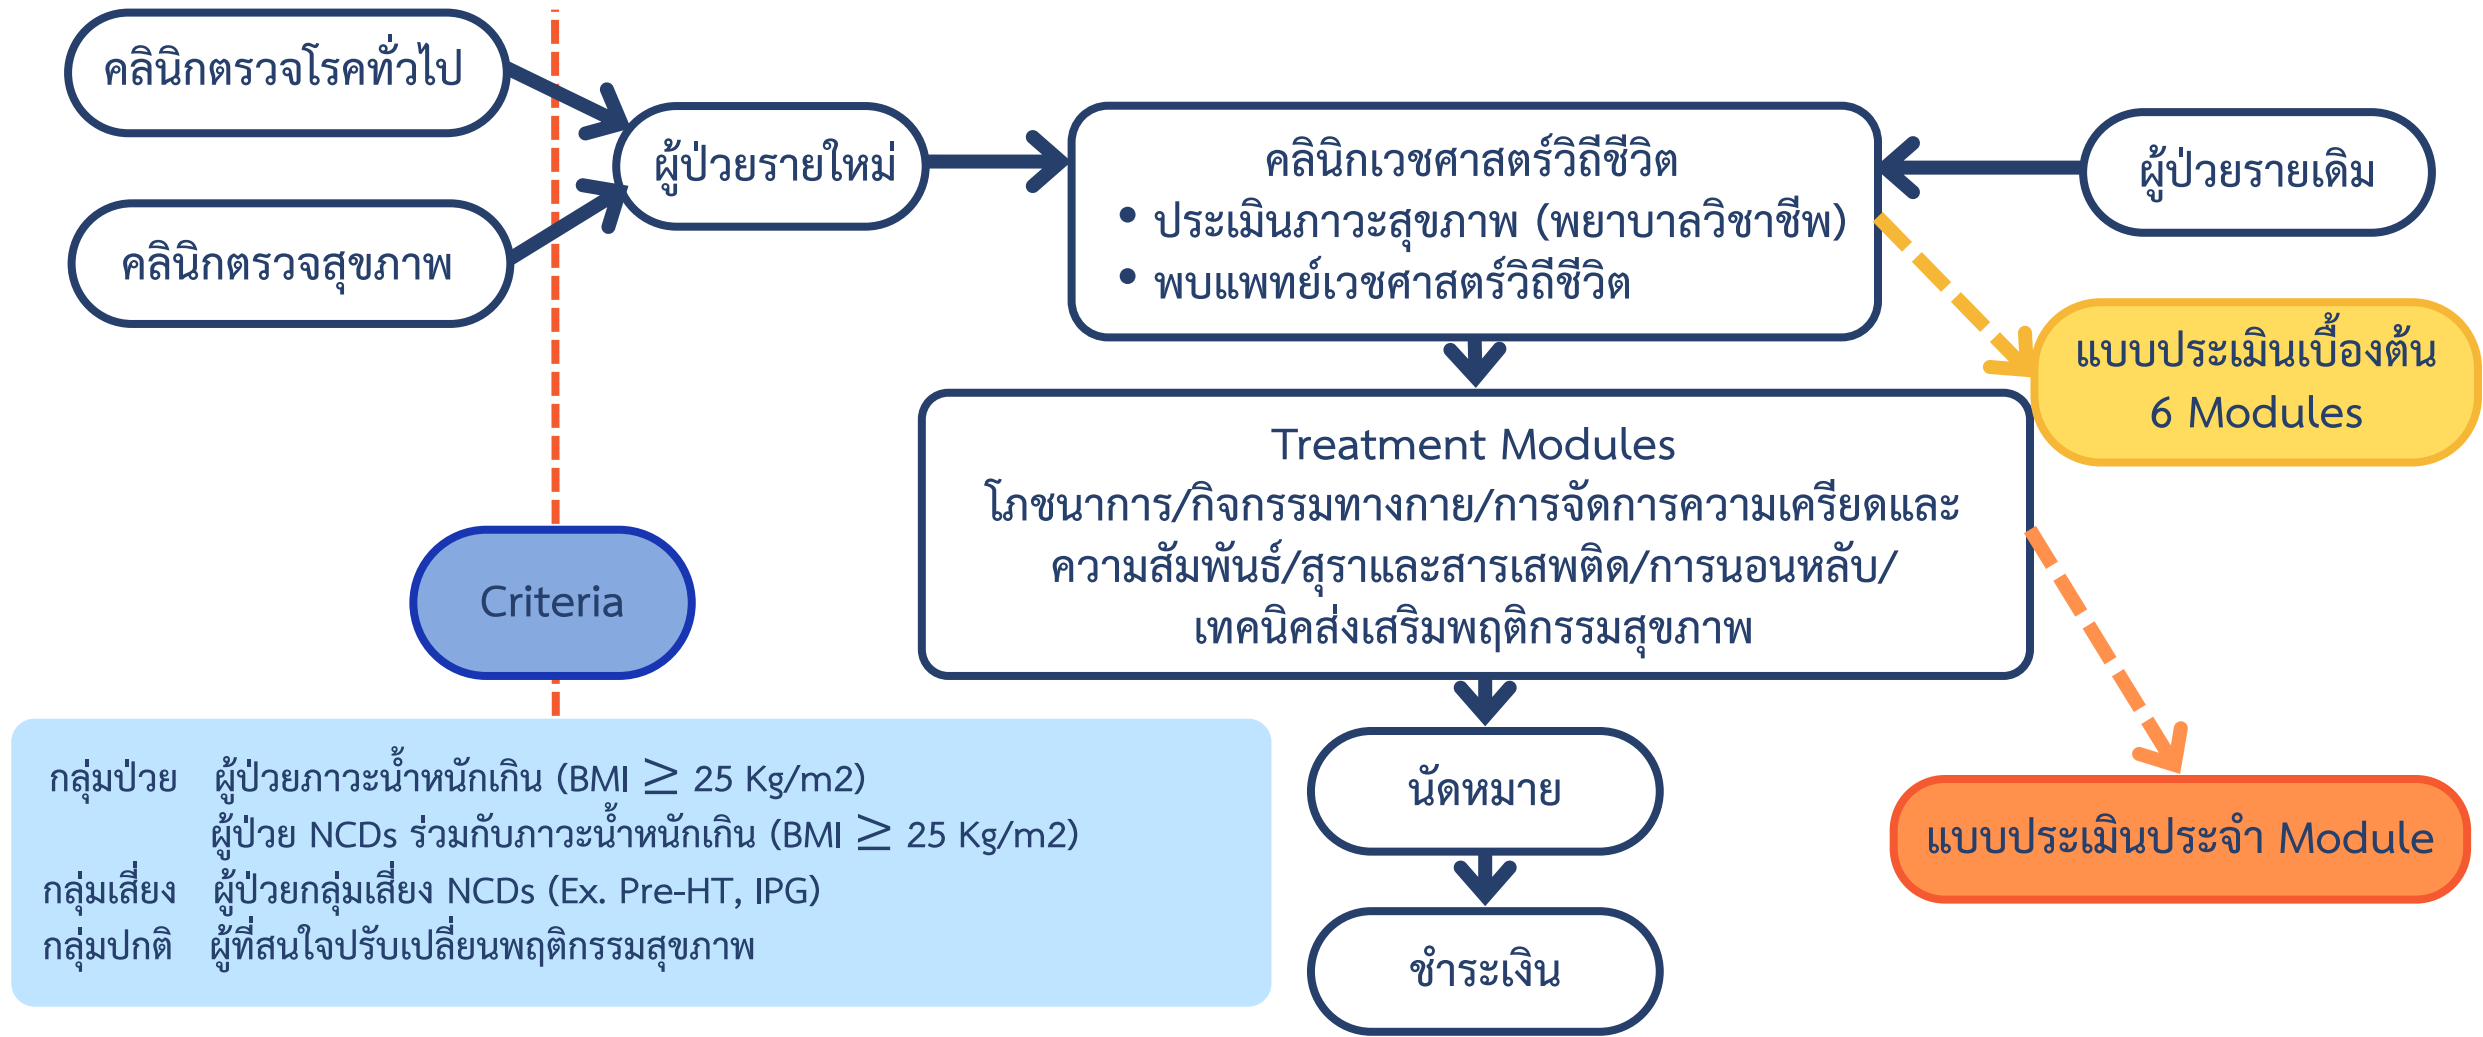 คลินิกตรวจโรคทั่วไป
คลินิกตรวจสุขภาพ
ผู้ป่วยรายใหม่
คลินิกเวชศาสตร์วิถีชีวิต
• ประเมินภาวะสุขภาพ (พยาบาลวิชาชีพ)
• พบแพทย์เวชศาสตร์วิถีชีวิต
ผู้ป่วยรายเดิม
แบบประเมินเบื้องต้น
6 Modules
Treatment Modules
โภชนาการ/กิจกรรมทางกาย/การจัดการความเครียดและ
ความสัมพันธ์/สุราและสารเสพติด/การนอนหลับ/
เทคนิคส่งเสริมพฤติกรรมสุขภาพ
Criteria
แบบประเมินประจำ Module
นัดหมาย
ชำระเงิน
กลุ่มป่วย ผู้ป่วยภาวะน้ำหนักเกิน (BMI ≥ 25 Kg/m2)
ผู้ป่วย NCDs ร่วมกับภาวะน้ำหนักเกิน (BMI ≥ 25 Kg/m2)
กลุ่มเสี่ยง ผู้ป่วยกลุ่มเสี่ยง NCDs (Ex. Pre-HT, IPG)
กลุ่มปกติ ผู้ที่สนใจปรับเปลี่ยนพฤติกรรมสุขภาพ